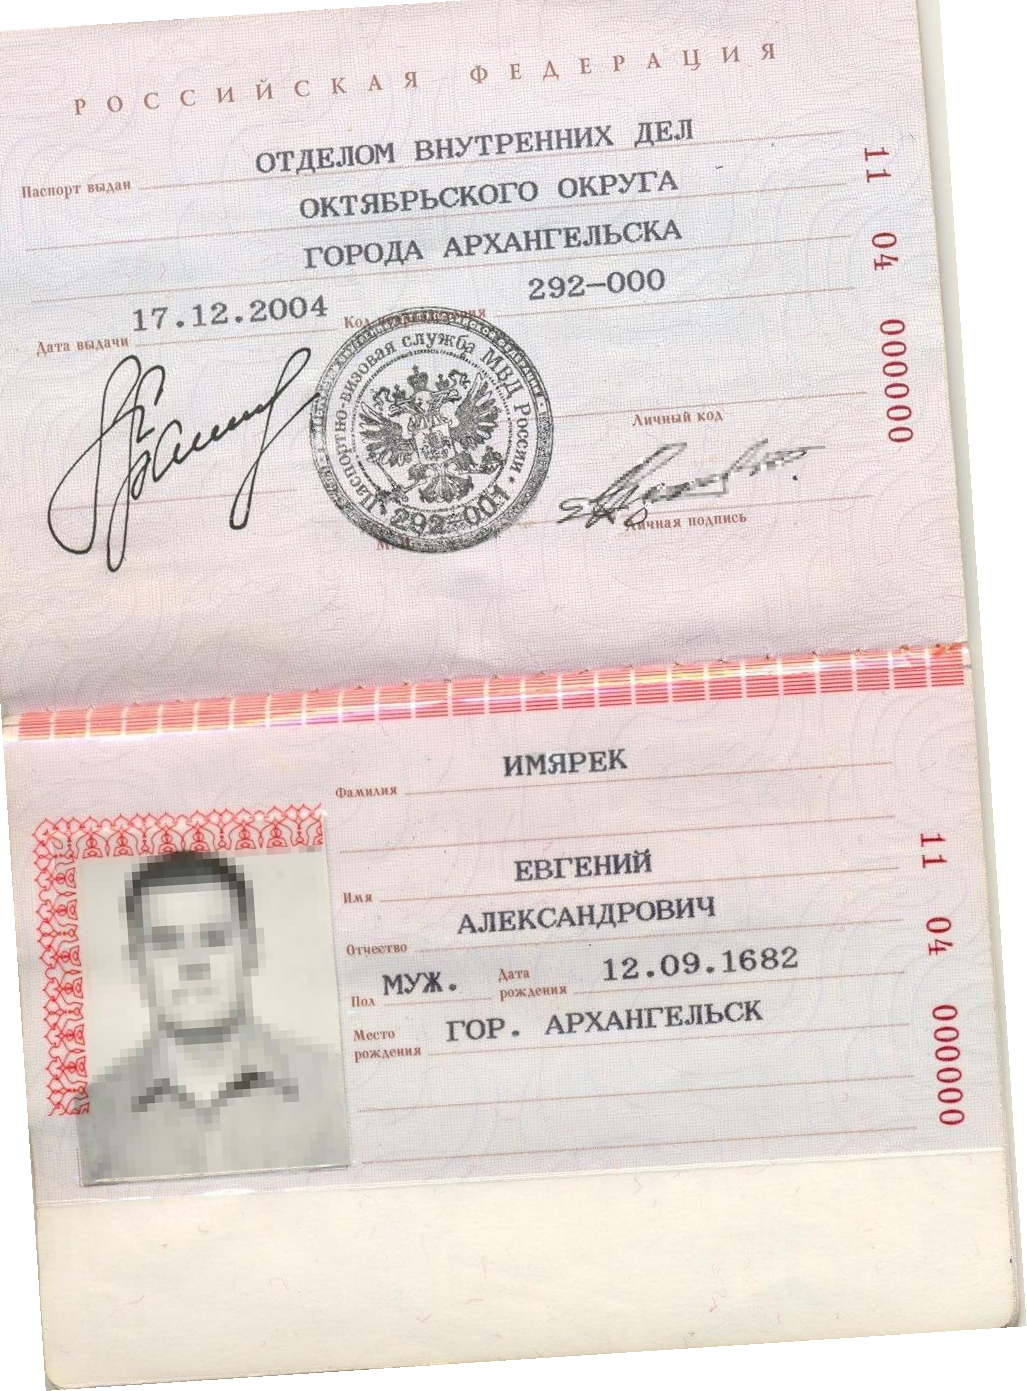 РОССИЙСКАЯ ФЕДЕРАЦИЯ
Паспорт выдан ОТДЕЛОМ ВНУТРЕННИХ ДЕЛ
ОКТЯБРЬСКОГО ОКРУГА
ГОРОДА АРХАНГЕЛЬСКА
Дата выдачи 17.12.2004 Код 292-000
Паспортно-визовая служба МВД России
292-001
Личный код
Личная подпись
11 04 000000
Фамилия ИМЯРЕК
Имя ЕВГЕНИЙ
Отчество АЛЕКСАНДРОВИЧ
Пол МУЖ. Дата рождения 12.09.1682
Место рождения ГОР. АРХАНГЕЛЬСК
11 04 000000